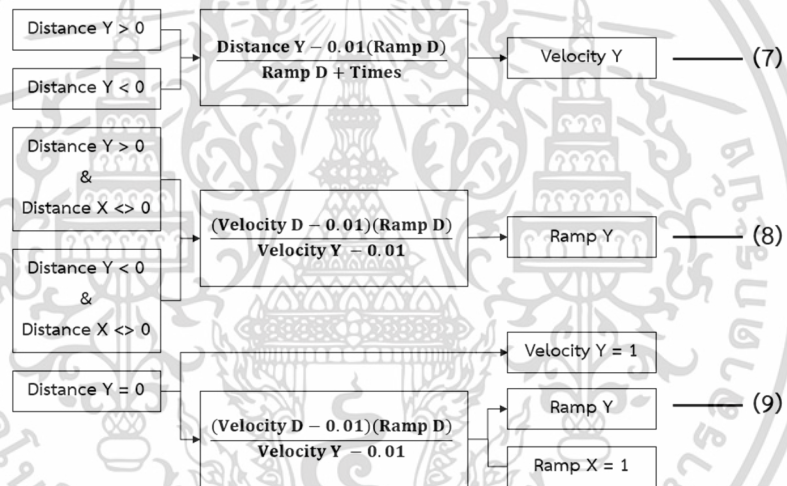 Distance Y > 0
Distance Y < 0
Distance Y − 0.01(Ramp D)
Ramp D + Times
Velocity Y
(7)
Distance Y > 0
&
Distance X <> 0
Distance Y < 0
&
Distance X <> 0
(Velocity D − 0.01)(Ramp D)
Velocity Y − 0.01
Ramp Y
(8)
Distance Y = 0
(Velocity D − 0.01)(Ramp D)
Velocity Y − 0.01
Velocity Y = 1
Ramp Y
Ramp X = 1
(9)